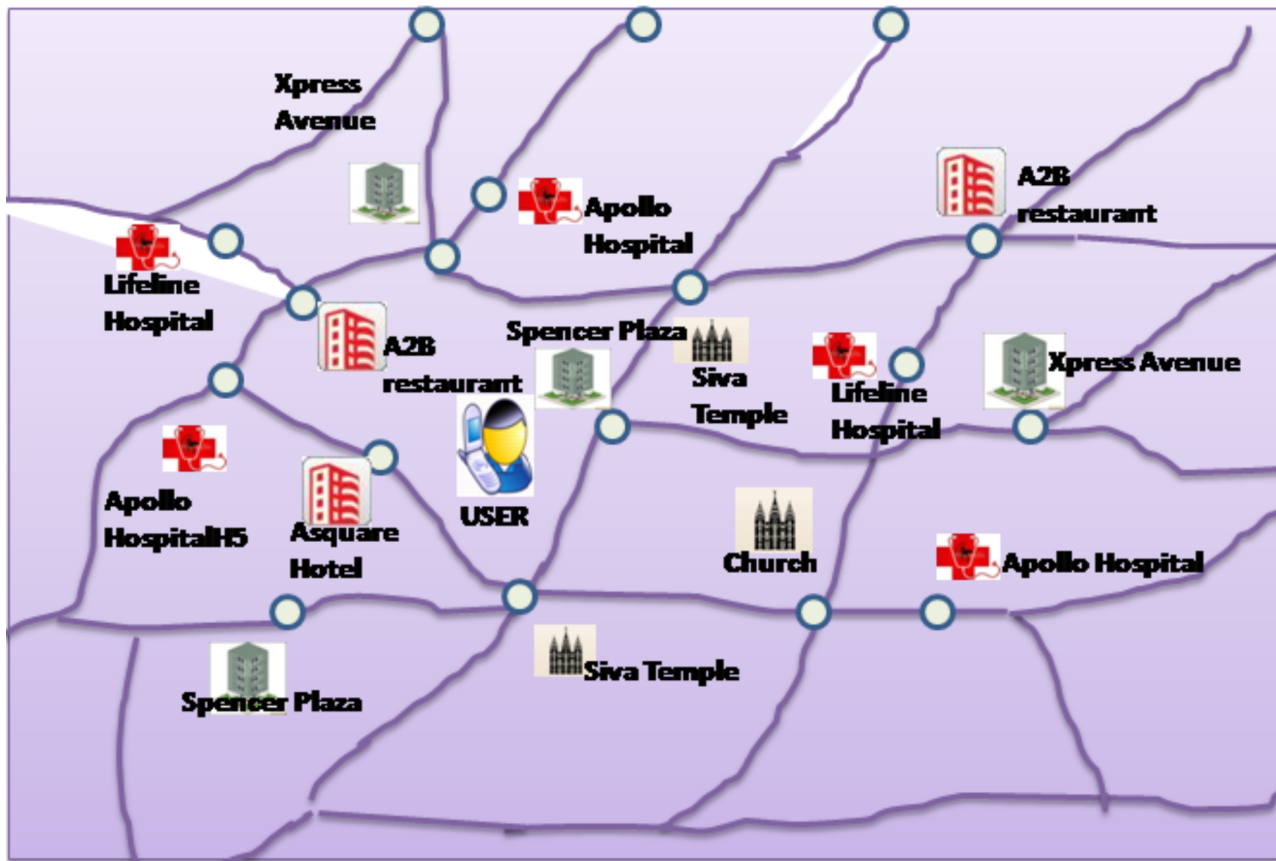 Xpress
Avenue
A2B
restaurant
Apollo
Hospital
Lifeline
Hospital
Spencer Plaza
A2B
restaurant
Siva
Temple
Xpress Avenue
Lifeline
Hospital
Apollo
HospitalH5
Asquare
Hotel
USER
Church
Apollo Hospital
Siva Temple
Spencer Plaza